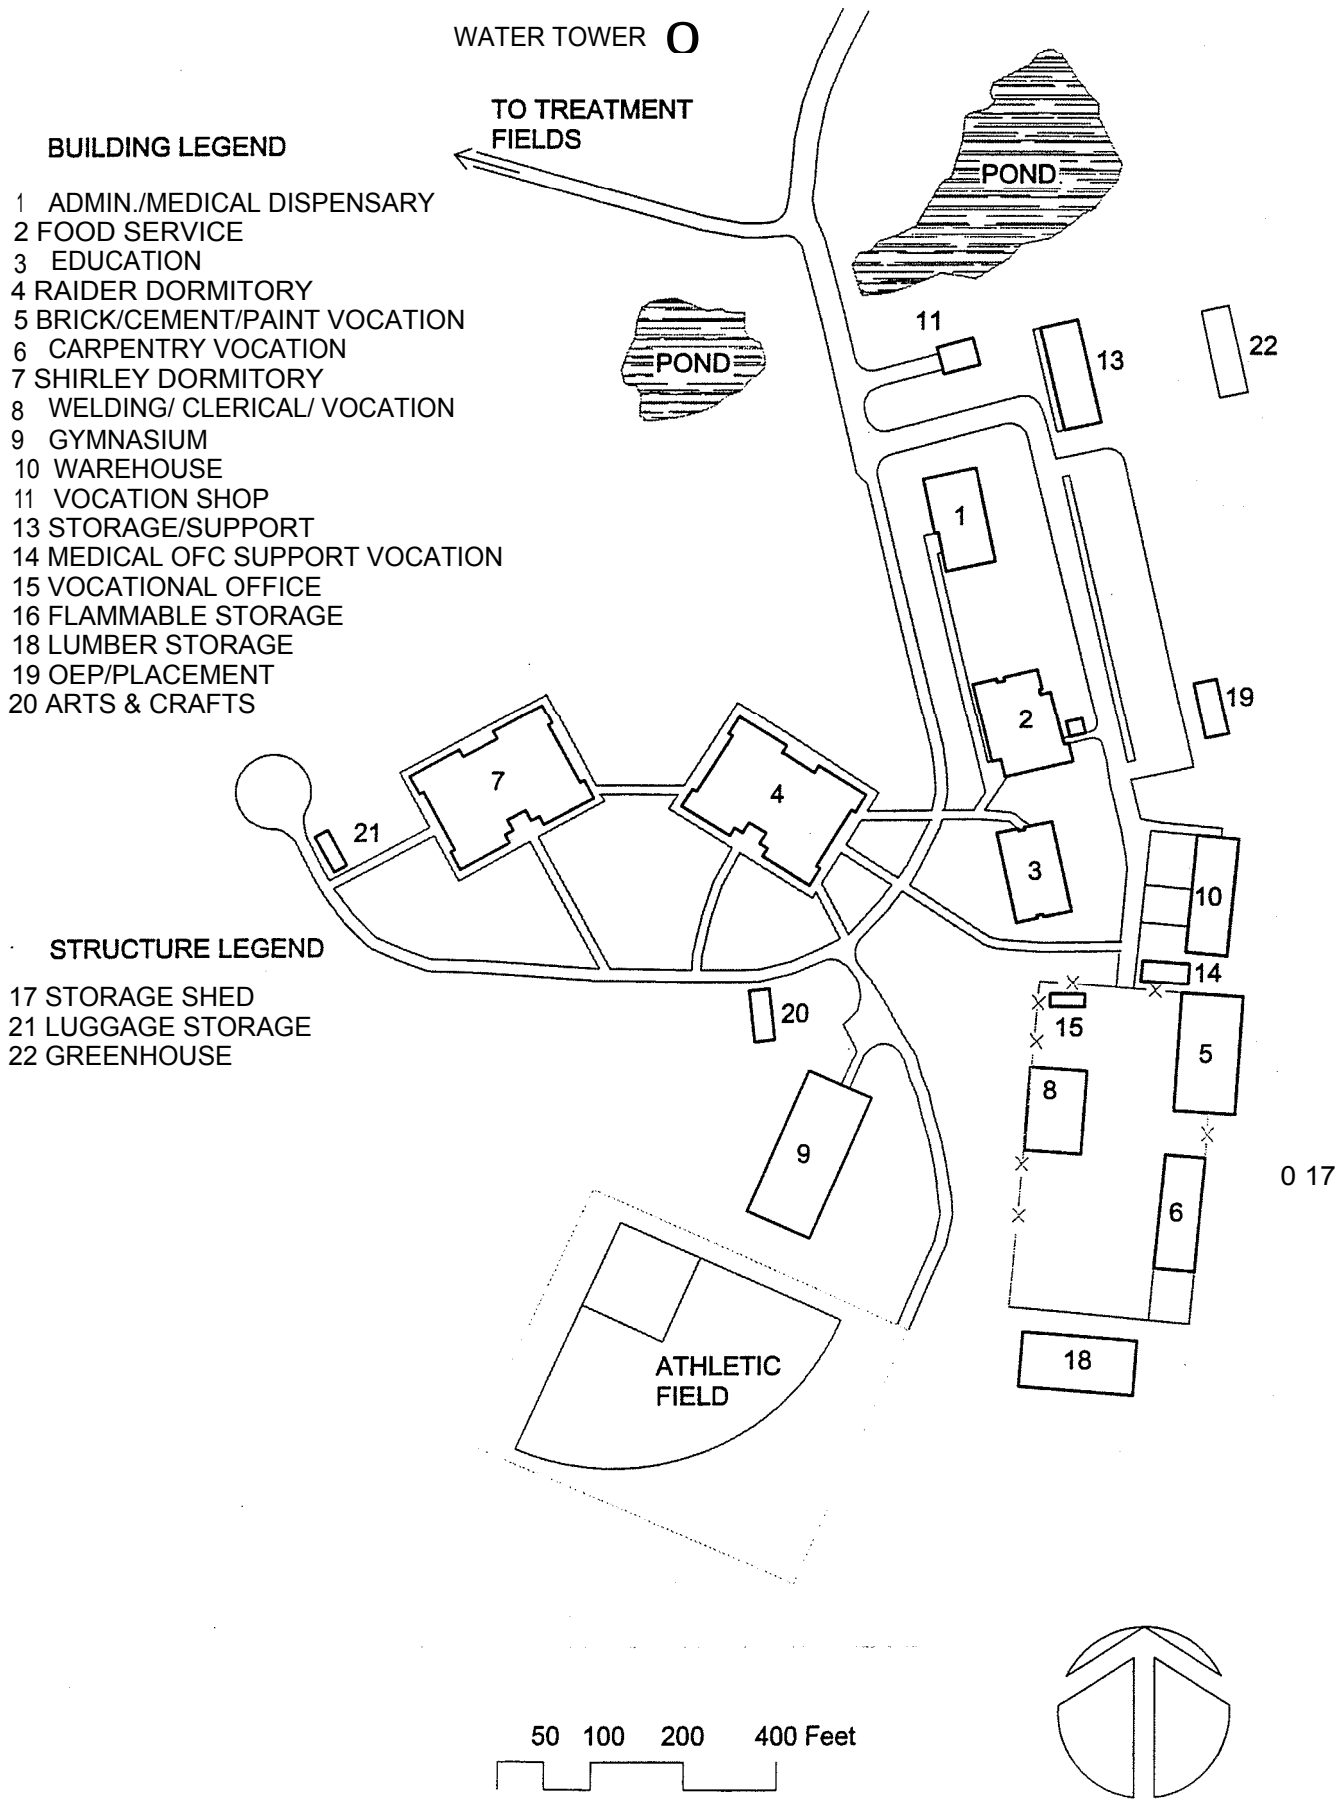 WATER TOWER O
TO TREATMENT
FIELDS
BUILDING LEGEND
1 ADMIN./MEDICAL DISPENSARY
2 FOOD SERVICE
3 EDUCATION
4 RAIDER DORMITORY
5 BRICK/CEMENT/PAINT VOCATION
6 CARPENTRY VOCATION
7 SHIRLEY DORMITORY
8 WELDING/ CLERICAL/ VOCATION
9 GYMNASIUM
10 WAREHOUSE
11 VOCATION SHOP
13 STORAGE/SUPPORT
14 MEDICAL OFC SUPPORT VOCATION
15 VOCATIONAL OFFICE
16 FLAMMABLE STORAGE
18 LUMBER STORAGE
19 OEP/PLACEMENT
20 ARTS & CRAFTS
STRUCTURE LEGEND
17 STORAGE SHED
21 LUGGAGE STORAGE
22 GREENHOUSE
POND
POND
11
13
22
1
2
19
7
4
21
3
10
14
15
20
5
8
9
6
0 17
18
ATHLETIC
FIELD
50 100 200 400 Feet